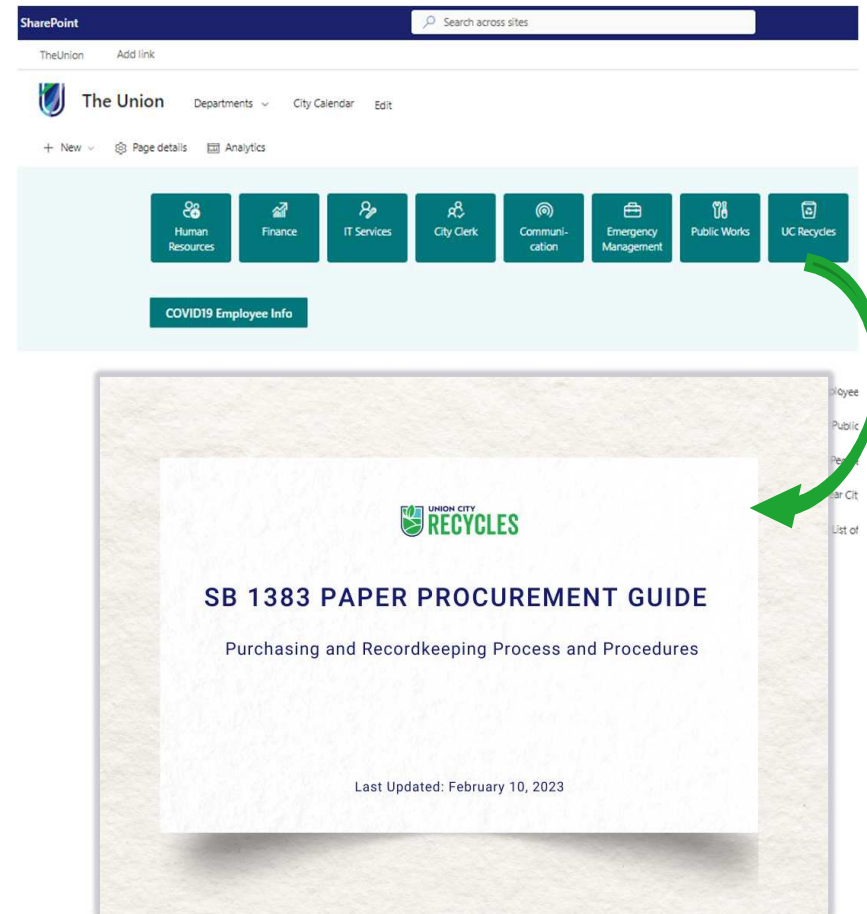 SharePoint
Search across sites
TheUnion Add link
The Union Departments City Calendar Edit
+ New Page details Analytics
Human
Resources
Finance
IT Services
City Clerk
Communi-
cation
Emergency
Management
Public Works
UC Recycles
COVID19 Employee Info
ployee
Public
ar Cit
List of
UNION CITY
RECYCLES
SB 1383 PAPER PROCUREMENT GUIDE
Purchasing and Recordkeeping Process and Procedures
Last Updated: February 10, 2023